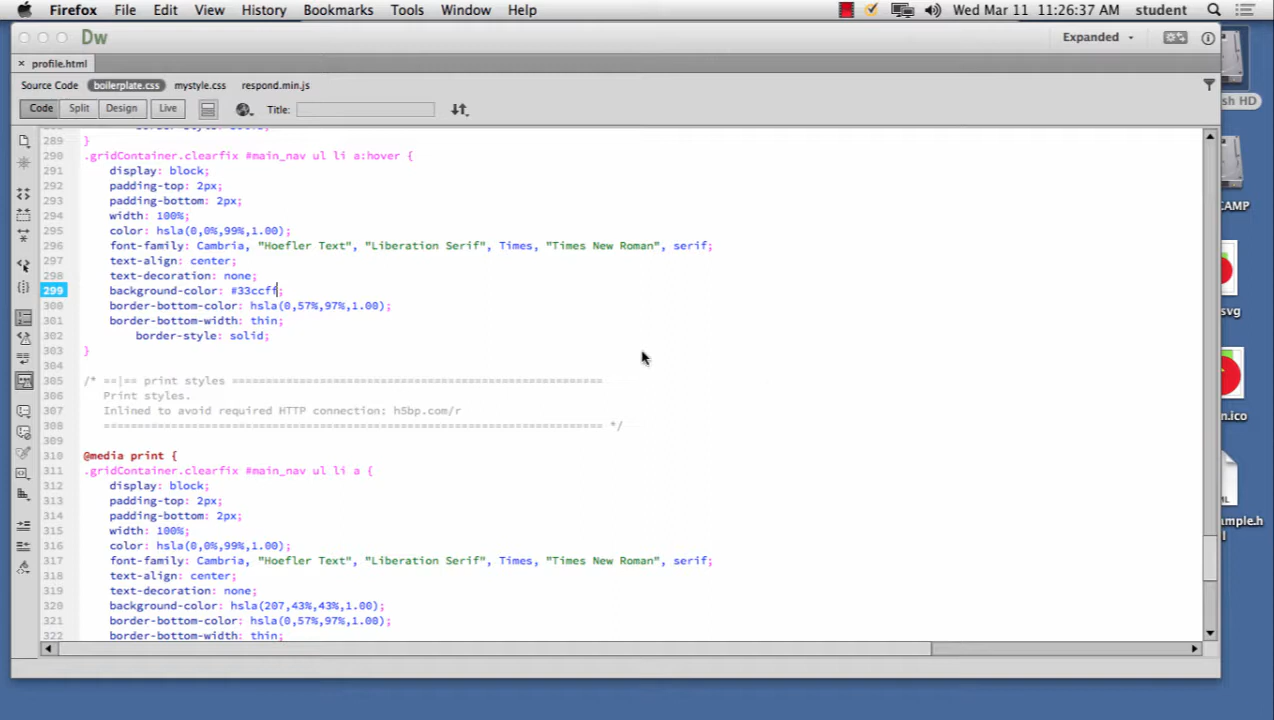 Firefox File Edit View History Bookmarks Tools Window Help Wed Mar 11 11:26:37 AM student
Dw Expanded
× profile.html
Source Code boilerplate.css mystyle.css respond.min.js
Code Split Design Live Title:
289 }
290 .gridContainer.clearfix #main_nav ul li a:hover {
291 display: block;
292 padding-top: 2px;
293 padding-bottom: 2px;
294 width: 100%;
295 color: hsla(0,0%,99%,1.00);
296 font-family: Cambria, "Hoefler Text", "Liberation Serif", Times, "Times New Roman", serif;
297 text-align: center;
298 text-decoration: none;
299 background-color: #33ccff;
300 border-bottom-color: hsla(0,57%,97%,1.00);
301 border-bottom-width: thin;
302 border-style: solid;
303 }
304
305 /* ==|== print styles =======================================================
306 Print styles.
307 Inlined to avoid required HTTP connection: h5bp.com/r
308 ========================================================================== */
309
310 @media print {
311 .gridContainer.clearfix #main_nav ul li a {
312 display: block;
313 padding-top: 2px;
314 padding-bottom: 2px;
315 width: 100%;
316 color: hsla(0,0%,99%,1.00);
317 font-family: Cambria, "Hoefler Text", "Liberation Serif", Times, "Times New Roman", serif;
318 text-align: center;
319 text-decoration: none;
320 background-color: hsla(207,43%,43%,1.00);
321 border-bottom-color: hsla(0,57%,97%,1.00);
322 border-bottom-width: thin;
sh HD
CAMP
svg
n.ico
ample.h
l